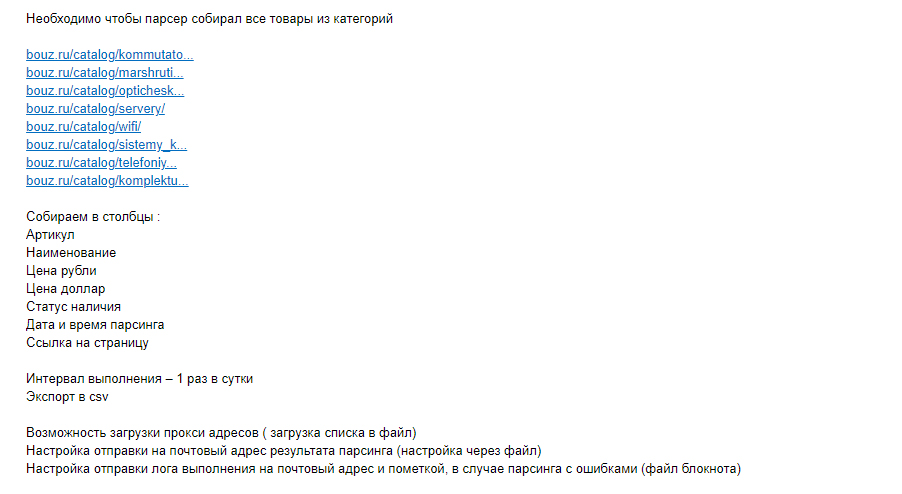 Необходимо чтобы парсер собирал все товары из категорий
bouz.ru/catalog/kommutato...
bouz.ru/catalog/marshruti...
bouz.ru/catalog/optichesk...
bouz.ru/catalog/servery/
bouz.ru/catalog/wifi/
bouz.ru/catalog/sistemy_k...
bouz.ru/catalog/telefoniy...
bouz.ru/catalog/komplektu...
Собираем в столбцы :
Артикул
Наименование
Цена рубли
Цена доллар
Статус наличия
Дата и время парсинга
Ссылка на страницу
Интервал выполнения – 1 раз в сутки
Экспорт в csv
Возможность загрузки прокси адресов ( загрузка списка в файл)
Настройка отправки на почтовый адрес результата парсинга (настройка через файл)
Настройка отправки лога выполнения на почтовый адрес и пометкой, в случае парсинга с ошибками (файл блокнота)